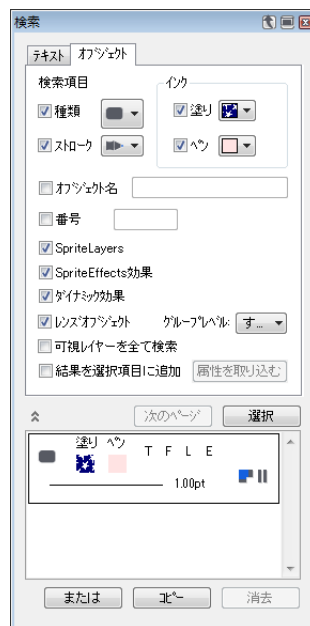 検索
テキスト オブジェクト
検索項目 インク
種類 塗り
ストローク ペン
オブジェクト名
番号
SpriteLayers
SpriteEffects効果
ダイナミック効果
レンズオブジェクト グループレベル: す...
可視レイヤーを全て検索
結果を選択項目に追加 属性を取り込む
次のページ 選択
塗り ペン T F L E
1.00pt
または コピー 消去